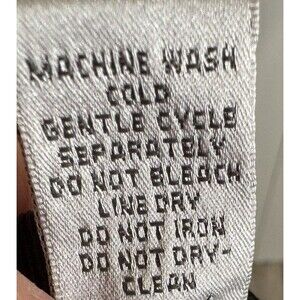 MACHINE WASH
COLD
GENTLE CYCLE
SEPARATELY
DO NOT BLEACH
LINE DRY
DO NOT IRON
DO NOT DRY-
CLEAN